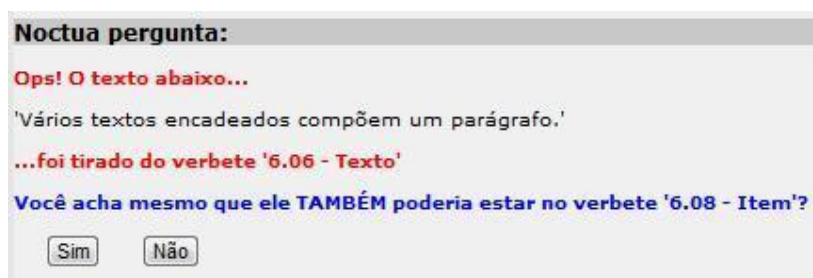 Noctua pergunta:
Ops! O texto abaixo...
'Vários textos encadeados compõem um parágrafo.'
...foi tirado do verbete '6.06 - Texto'
Você acha mesmo que ele TAMBÉM poderia estar no verbete '6.08 - Item'?
Sim Não